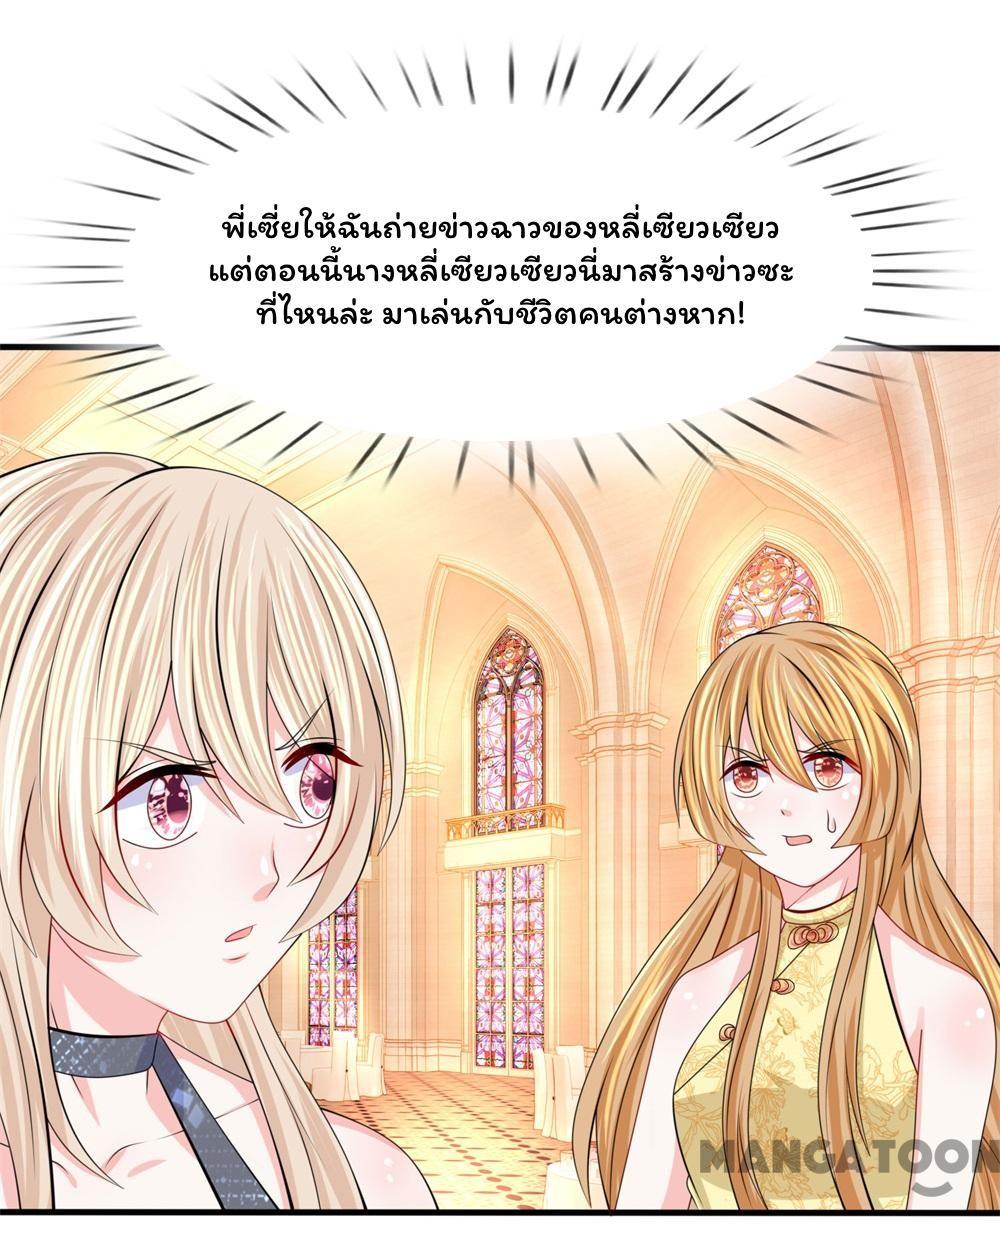 พี่เซี่ยให้ฉันถ่ายข่าวฉาวของหลี่เซียวเซียว
แต่ตอนนี้นางหลี่เซียวเซียวนี่มาสร้างข่าวซะ
ที่ไหนล่ะ มาเล่นกับชีวิตคนต่างหาก!
MANGATOON